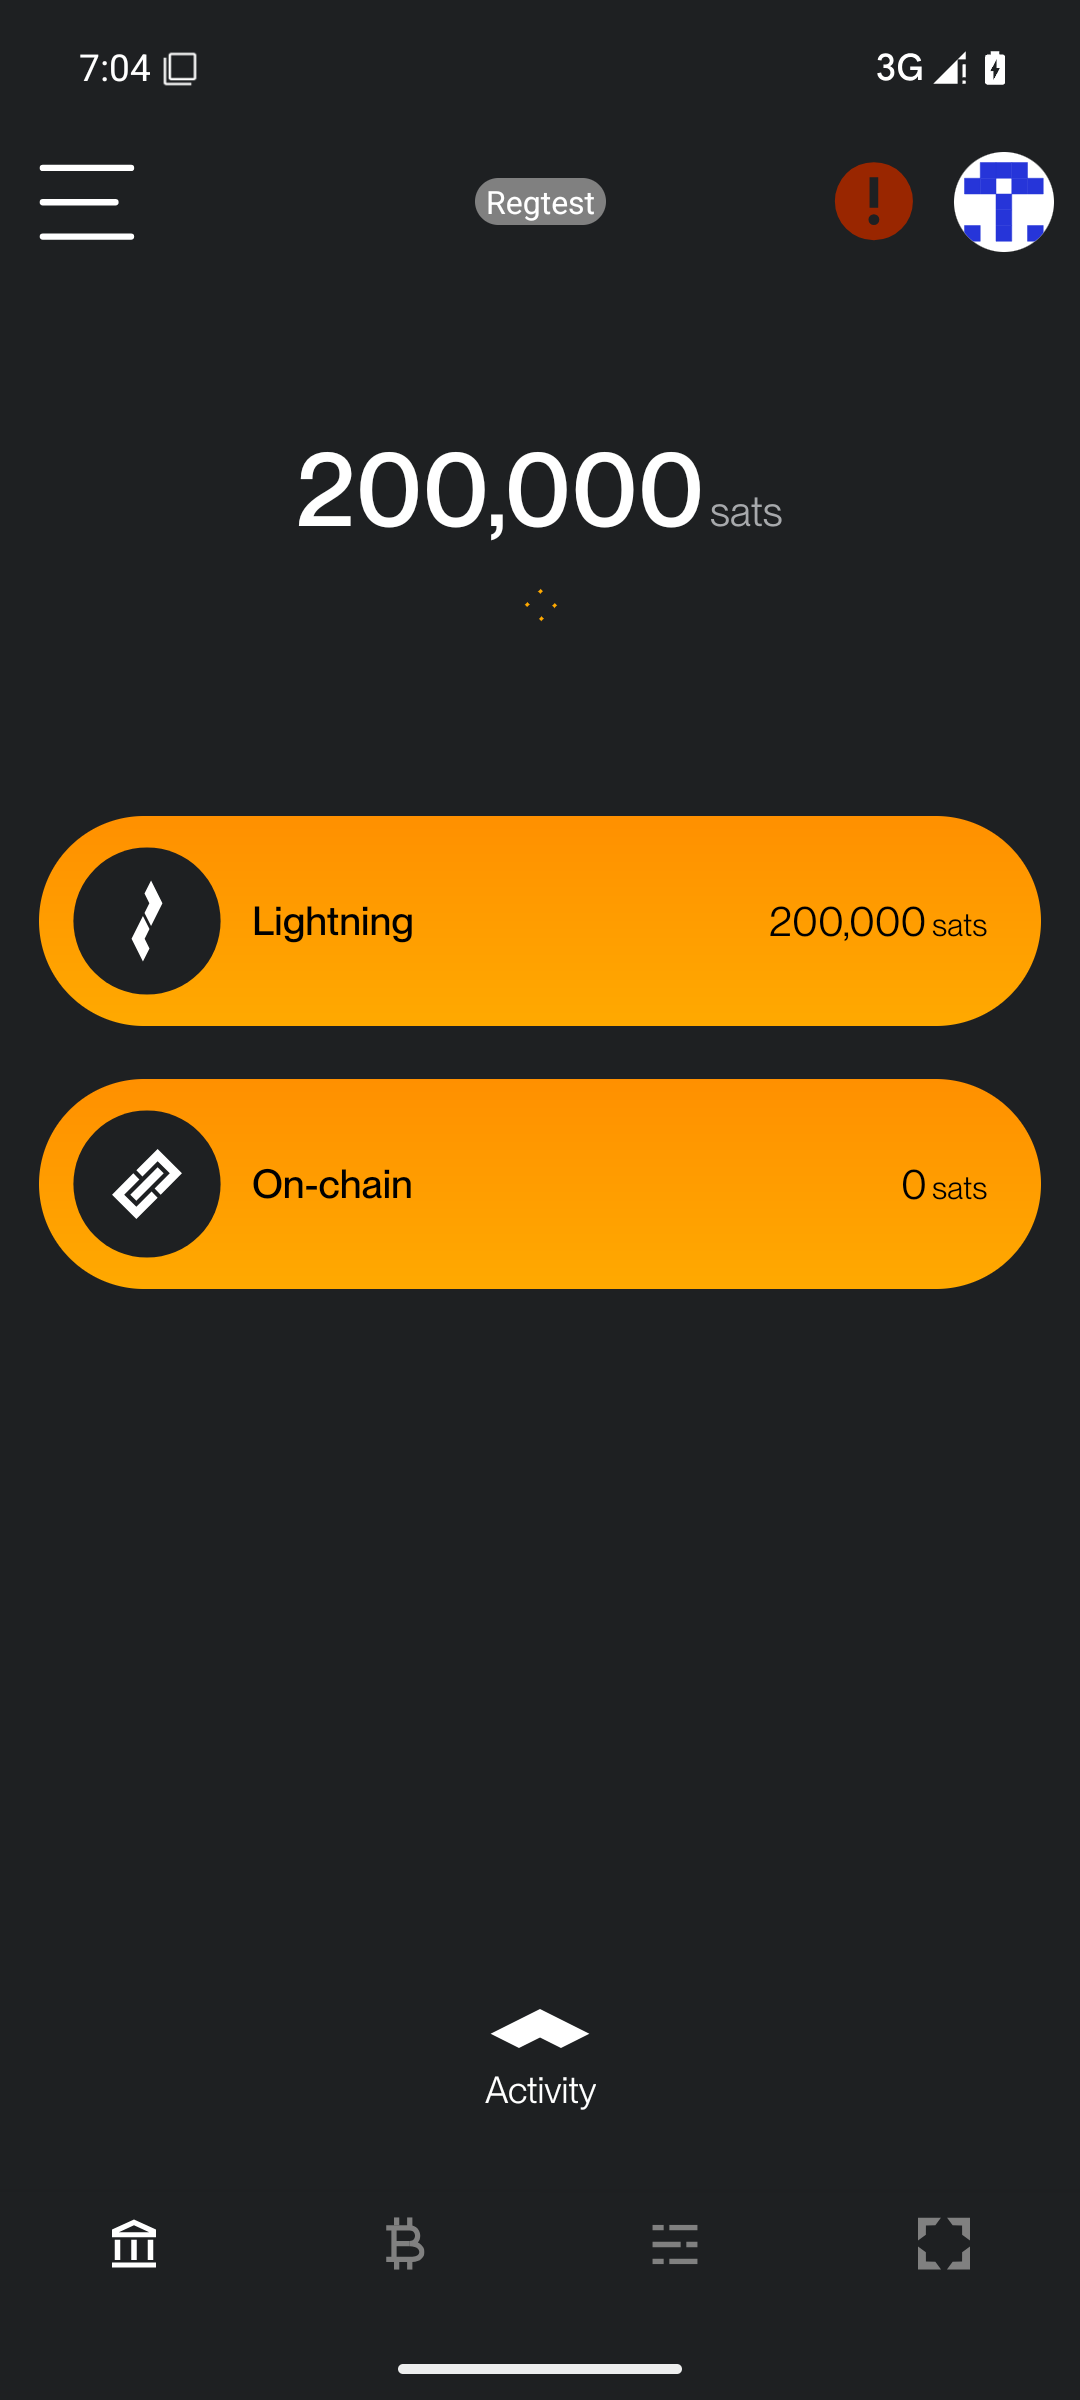 7:04
3G
Regtest
200,000 sats
Lightning
200,000 sats
On-chain
0 sats
Activity